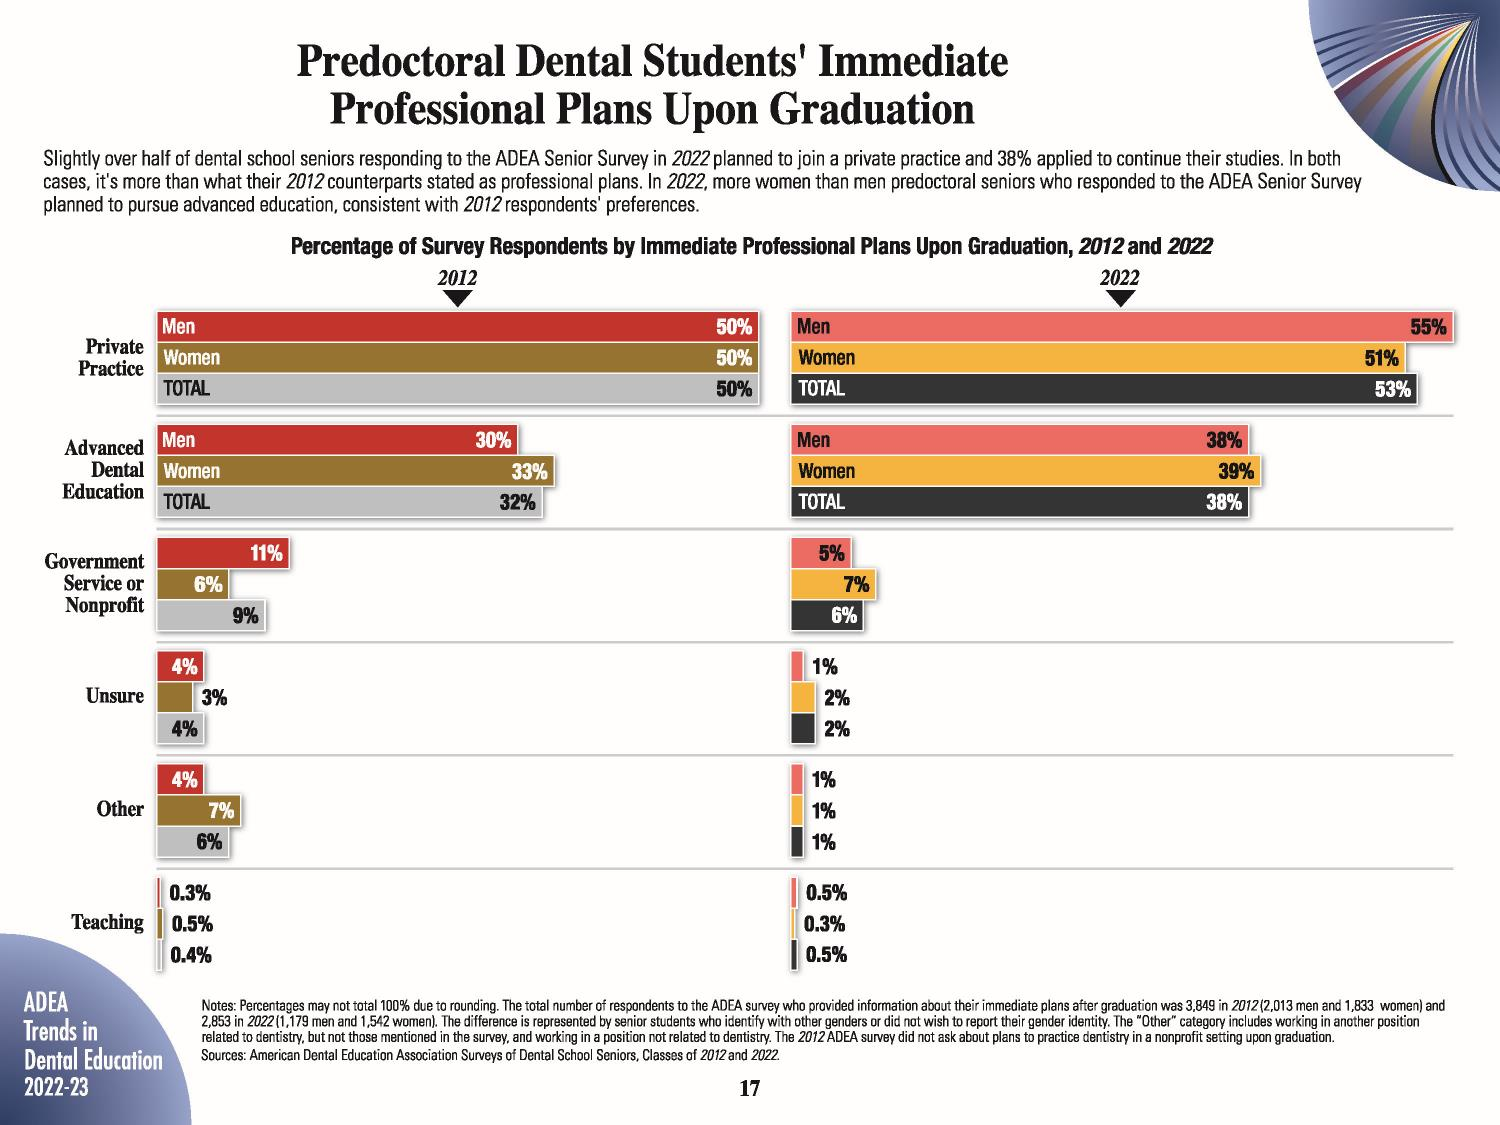 Predoctoral Dental Students' Immediate
Professional Plans Upon Graduation
Slightly over half of dental school seniors responding to the ADEA Senior Survey in 2022 planned to join a private practice and 38% applied to continue their studies. In both
cases, it's more than what their 2012 counterparts stated as professional plans. In 2022, more women than men predoctoral seniors who responded to the ADEA Senior Survey
planned to pursue advanced education, consistent with 2012 respondents' preferences.
Percentage of Survey Respondents by Immediate Professional Plans Upon Graduation, 2012 and 2022
2012
2022
Private
Practice
Men 50%
Women 50%
TOTAL 50%
Men 55%
Women 51%
TOTAL 53%
Advanced
Dental
Education
Men 30%
Women 33%
TOTAL 32%
Men 38%
Women 39%
TOTAL 38%
Government
Service or
Nonprofit
11%
6%
9%
5%
7%
6%
Unsure
4%
3%
4%
1%
2%
2%
Other
4%
7%
6%
1%
1%
1%
Teaching
0.3%
0.5%
0.4%
0.5%
0.3%
0.5%
ADEA
Trends in
Dental Education
2022-23
Notes: Percentages may not total 100% due to rounding. The total number of respondents to the ADEA survey who provided information about their immediate plans after graduation was 3,849 in 2012 (2,013 men and 1,833 women) and
2,853 in 2022 (1,179 men and 1,542 women). The difference is represented by senior students who identify with other genders or did not wish to report their gender identity. The "Other" category includes working in another position
related to dentistry, but not those mentioned in the survey, and working in a position not related to dentistry. The 2012 ADEA survey did not ask about plans to practice dentistry in a nonprofit setting upon graduation.
Sources: American Dental Education Association Surveys of Dental School Seniors, Classes of 2012 and 2022.
17